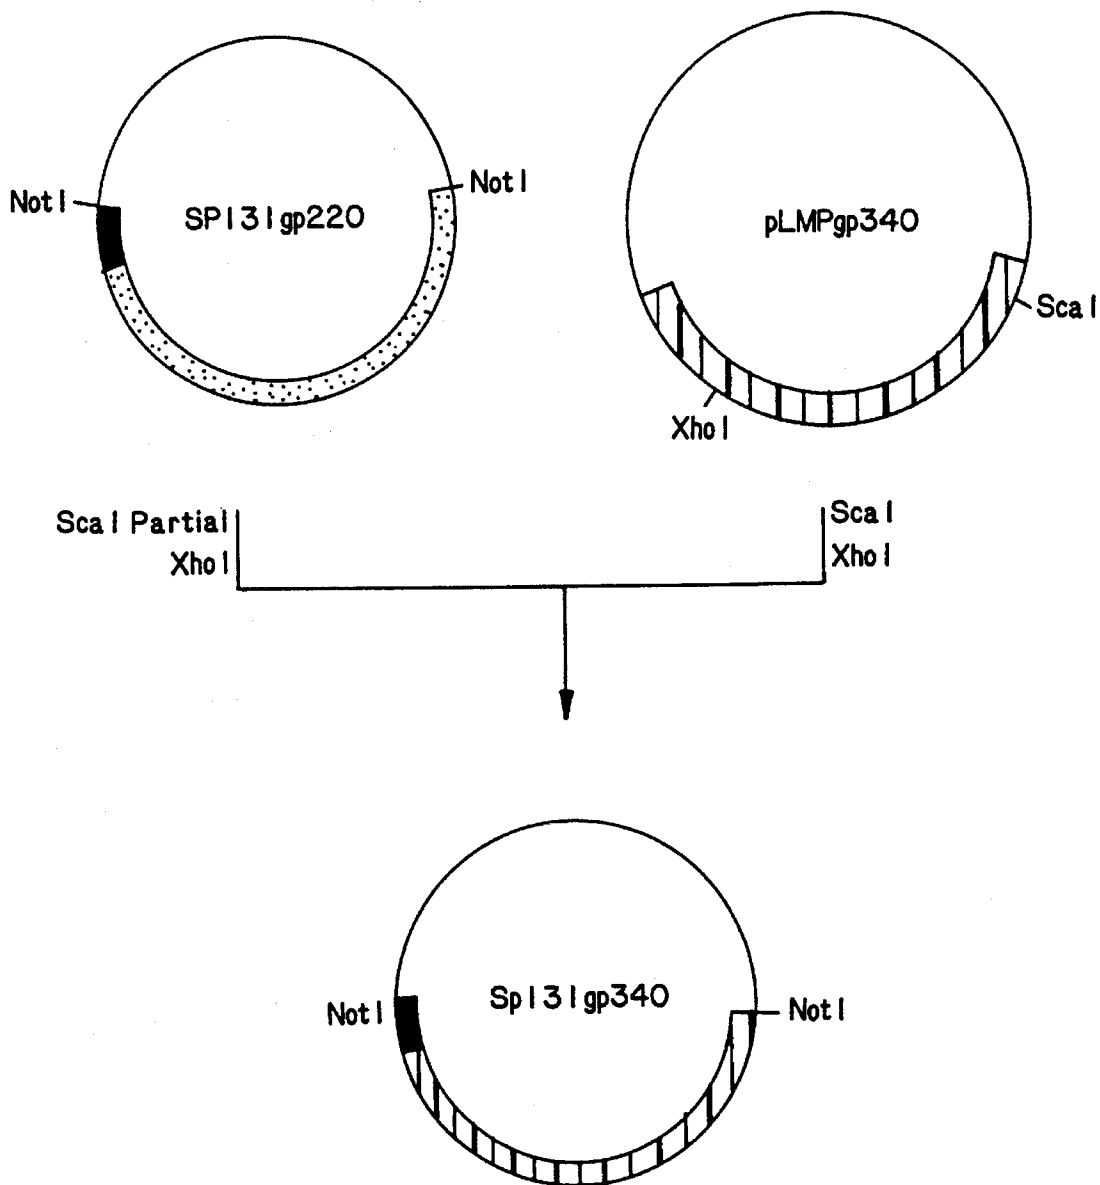 Not I
SP131gp220
Not I
pLMPgp340
Sca I
Xho I
Sca I Partial
Xho I
Sca I
Xho I
Not I
Sp131gp340
Not I